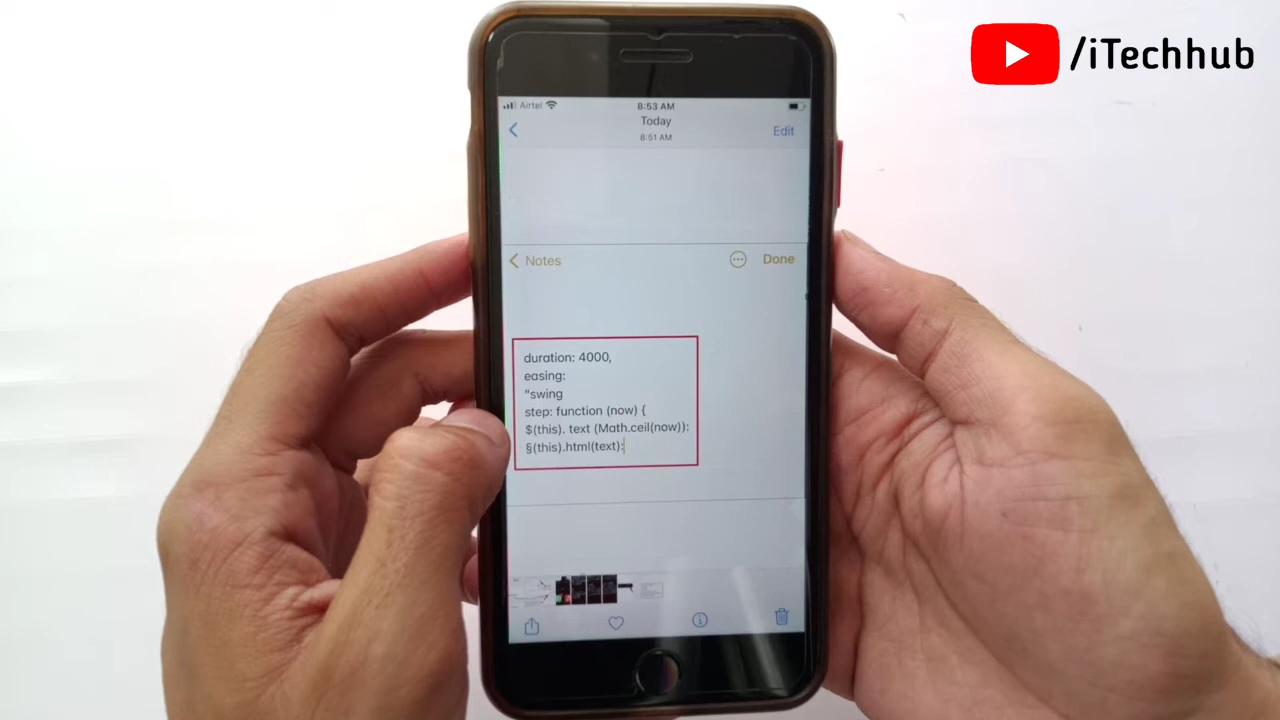 /iTechhub
Airtel 8:53 AM
Today
8:51 AM
Edit
Notes
Done
duration: 4000,
easing:
"swing
step: function (now) {
$(this). text (Math.ceil(now)):
§(this).html(text):